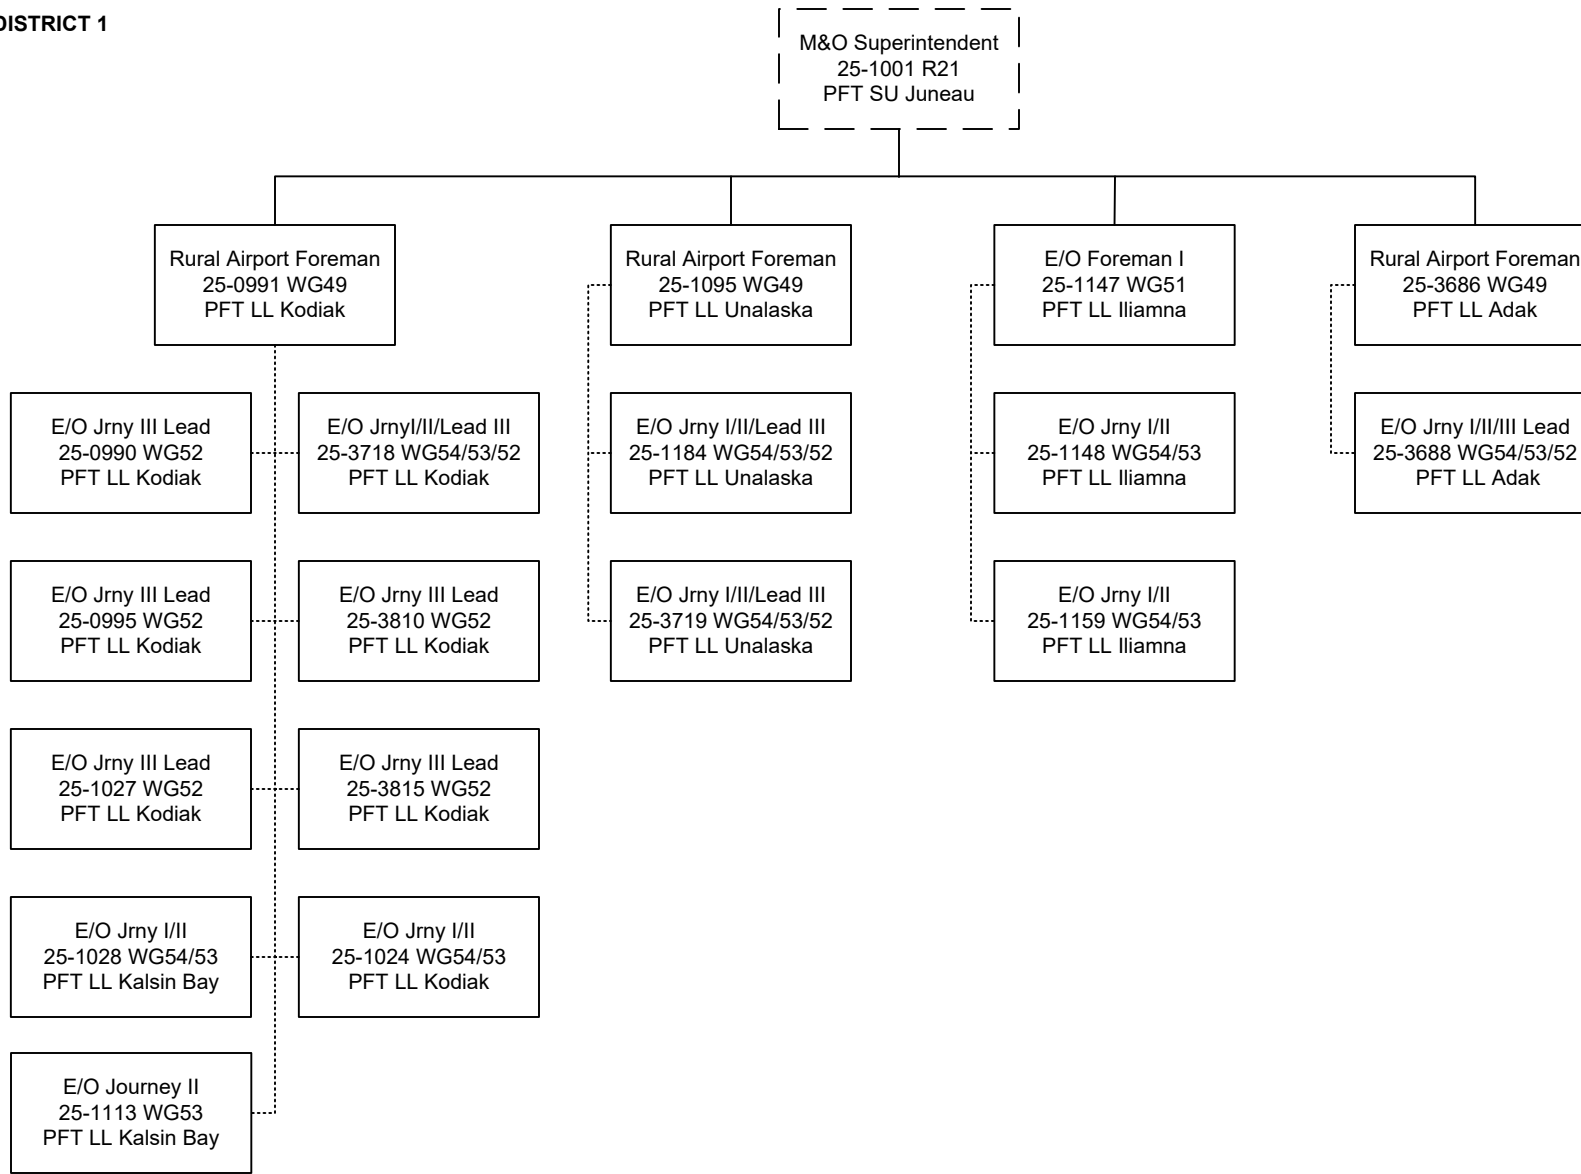 DISTRICT 1
M&O Superintendent
25-1001 R21
PFT SU Juneau
Rural Airport Foreman
25-0991 WG49
PFT LL Kodiak
Rural Airport Foreman
25-1095 WG49
PFT LL Unalaska
E/O Foreman I
25-1147 WG51
PFT LL Iliamna
Rural Airport Foreman
25-3686 WG49
PFT LL Adak
E/O Jrny III Lead
25-0990 WG52
PFT LL Kodiak
E/O JrnyI/II/Lead III
25-3718 WG54/53/52
PFT LL Kodiak
E/O Jrny I/II/Lead III
25-1184 WG54/53/52
PFT LL Unalaska
E/O Jrny I/II
25-1148 WG54/53
PFT LL Iliamna
E/O Jrny I/II/III Lead
25-3688 WG54/53/52
PFT LL Adak
E/O Jrny III Lead
25-0995 WG52
PFT LL Kodiak
E/O Jrny III Lead
25-3810 WG52
PFT LL Kodiak
E/O Jrny I/II/Lead III
25-3719 WG54/53/52
PFT LL Unalaska
E/O Jrny I/II
25-1159 WG54/53
PFT LL Iliamna
E/O Jrny III Lead
25-1027 WG52
PFT LL Kodiak
E/O Jrny III Lead
25-3815 WG52
PFT LL Kodiak
E/O Jrny I/II
25-1028 WG54/53
PFT LL Kalsin Bay
E/O Jrny I/II
25-1024 WG54/53
PFT LL Kodiak
E/O Journey II
25-1113 WG53
PFT LL Kalsin Bay